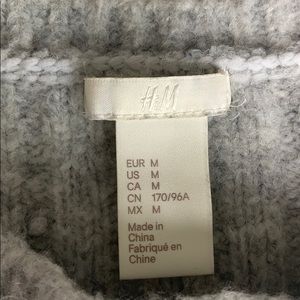 H&M
EUR M
US M
CA M
CN 170/96A
MX M
Made in
China
Fabriqué en
Chine